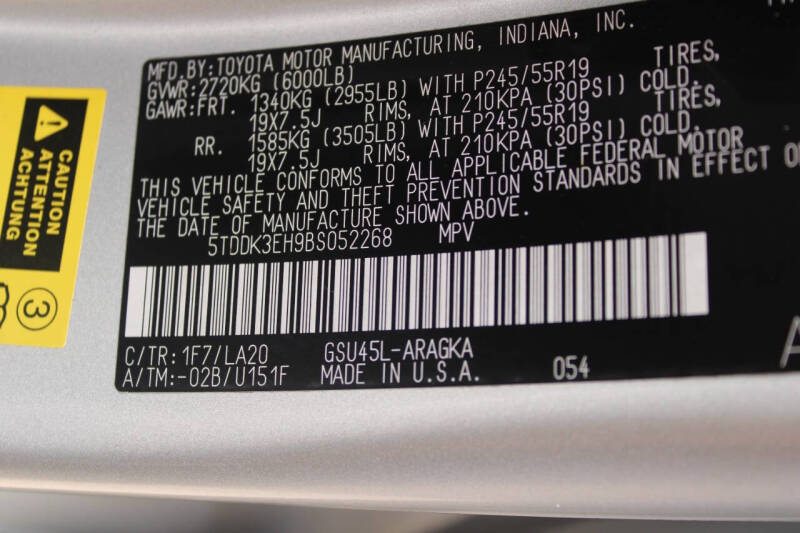 MFD. BY: TOYOTA MOTOR MANUFACTURING, INDIANA, INC.
GVWR: 2720KG (6000LB)
GAWR: FRT. 1340KG (2955LB) WITH P245/55R19 TIRES,
19X7.5J RIMS, AT 210KPA (30PSI) COLD.
RR. 1585KG (3505LB) WITH P245/55R19 TIRES,
19X7.5J RIMS, AT 210KPA (30PSI) COLD.
THIS VEHICLE CONFORMS TO ALL APPLICABLE FEDERAL MOTOR
VEHICLE SAFETY AND THEFT PREVENTION STANDARDS IN EFFECT O
THE DATE OF MANUFACTURE SHOWN ABOVE.
5TDDK3EH9BS052268 MPV
C/TR: 1F7/LA20 GSU45L-ARAGKA
A/TM: -02B/U151F MADE IN U.S.A. 054
CAUTION
ATTENTION
ACHTUNG
3